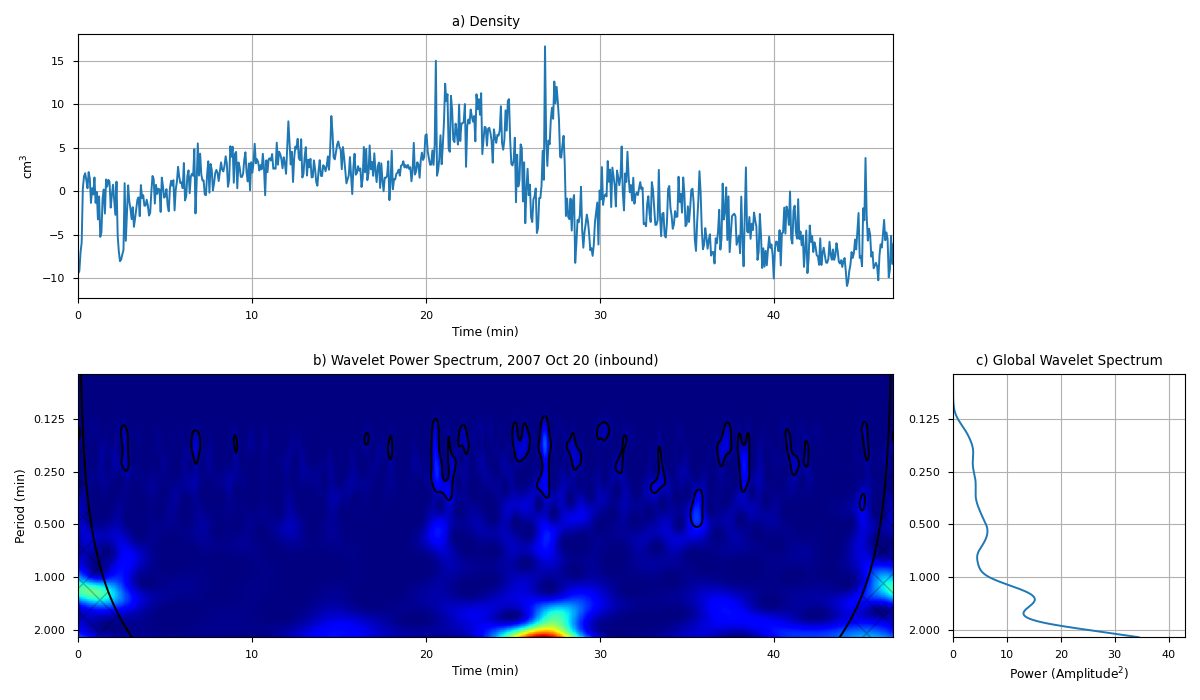 a) Density
cm³
15
10
5
0
−5
−10
0 10 20 30 40
Time (min)
b) Wavelet Power Spectrum, 2007 Oct 20 (inbound)
Period (min)
0.125
0.250
0.500
1.000
2.000
0 10 20 30 40
Time (min)
c) Global Wavelet Spectrum
0.125
0.250
0.500
1.000
2.000
0 10 20 30 40
Power (Amplitude²)